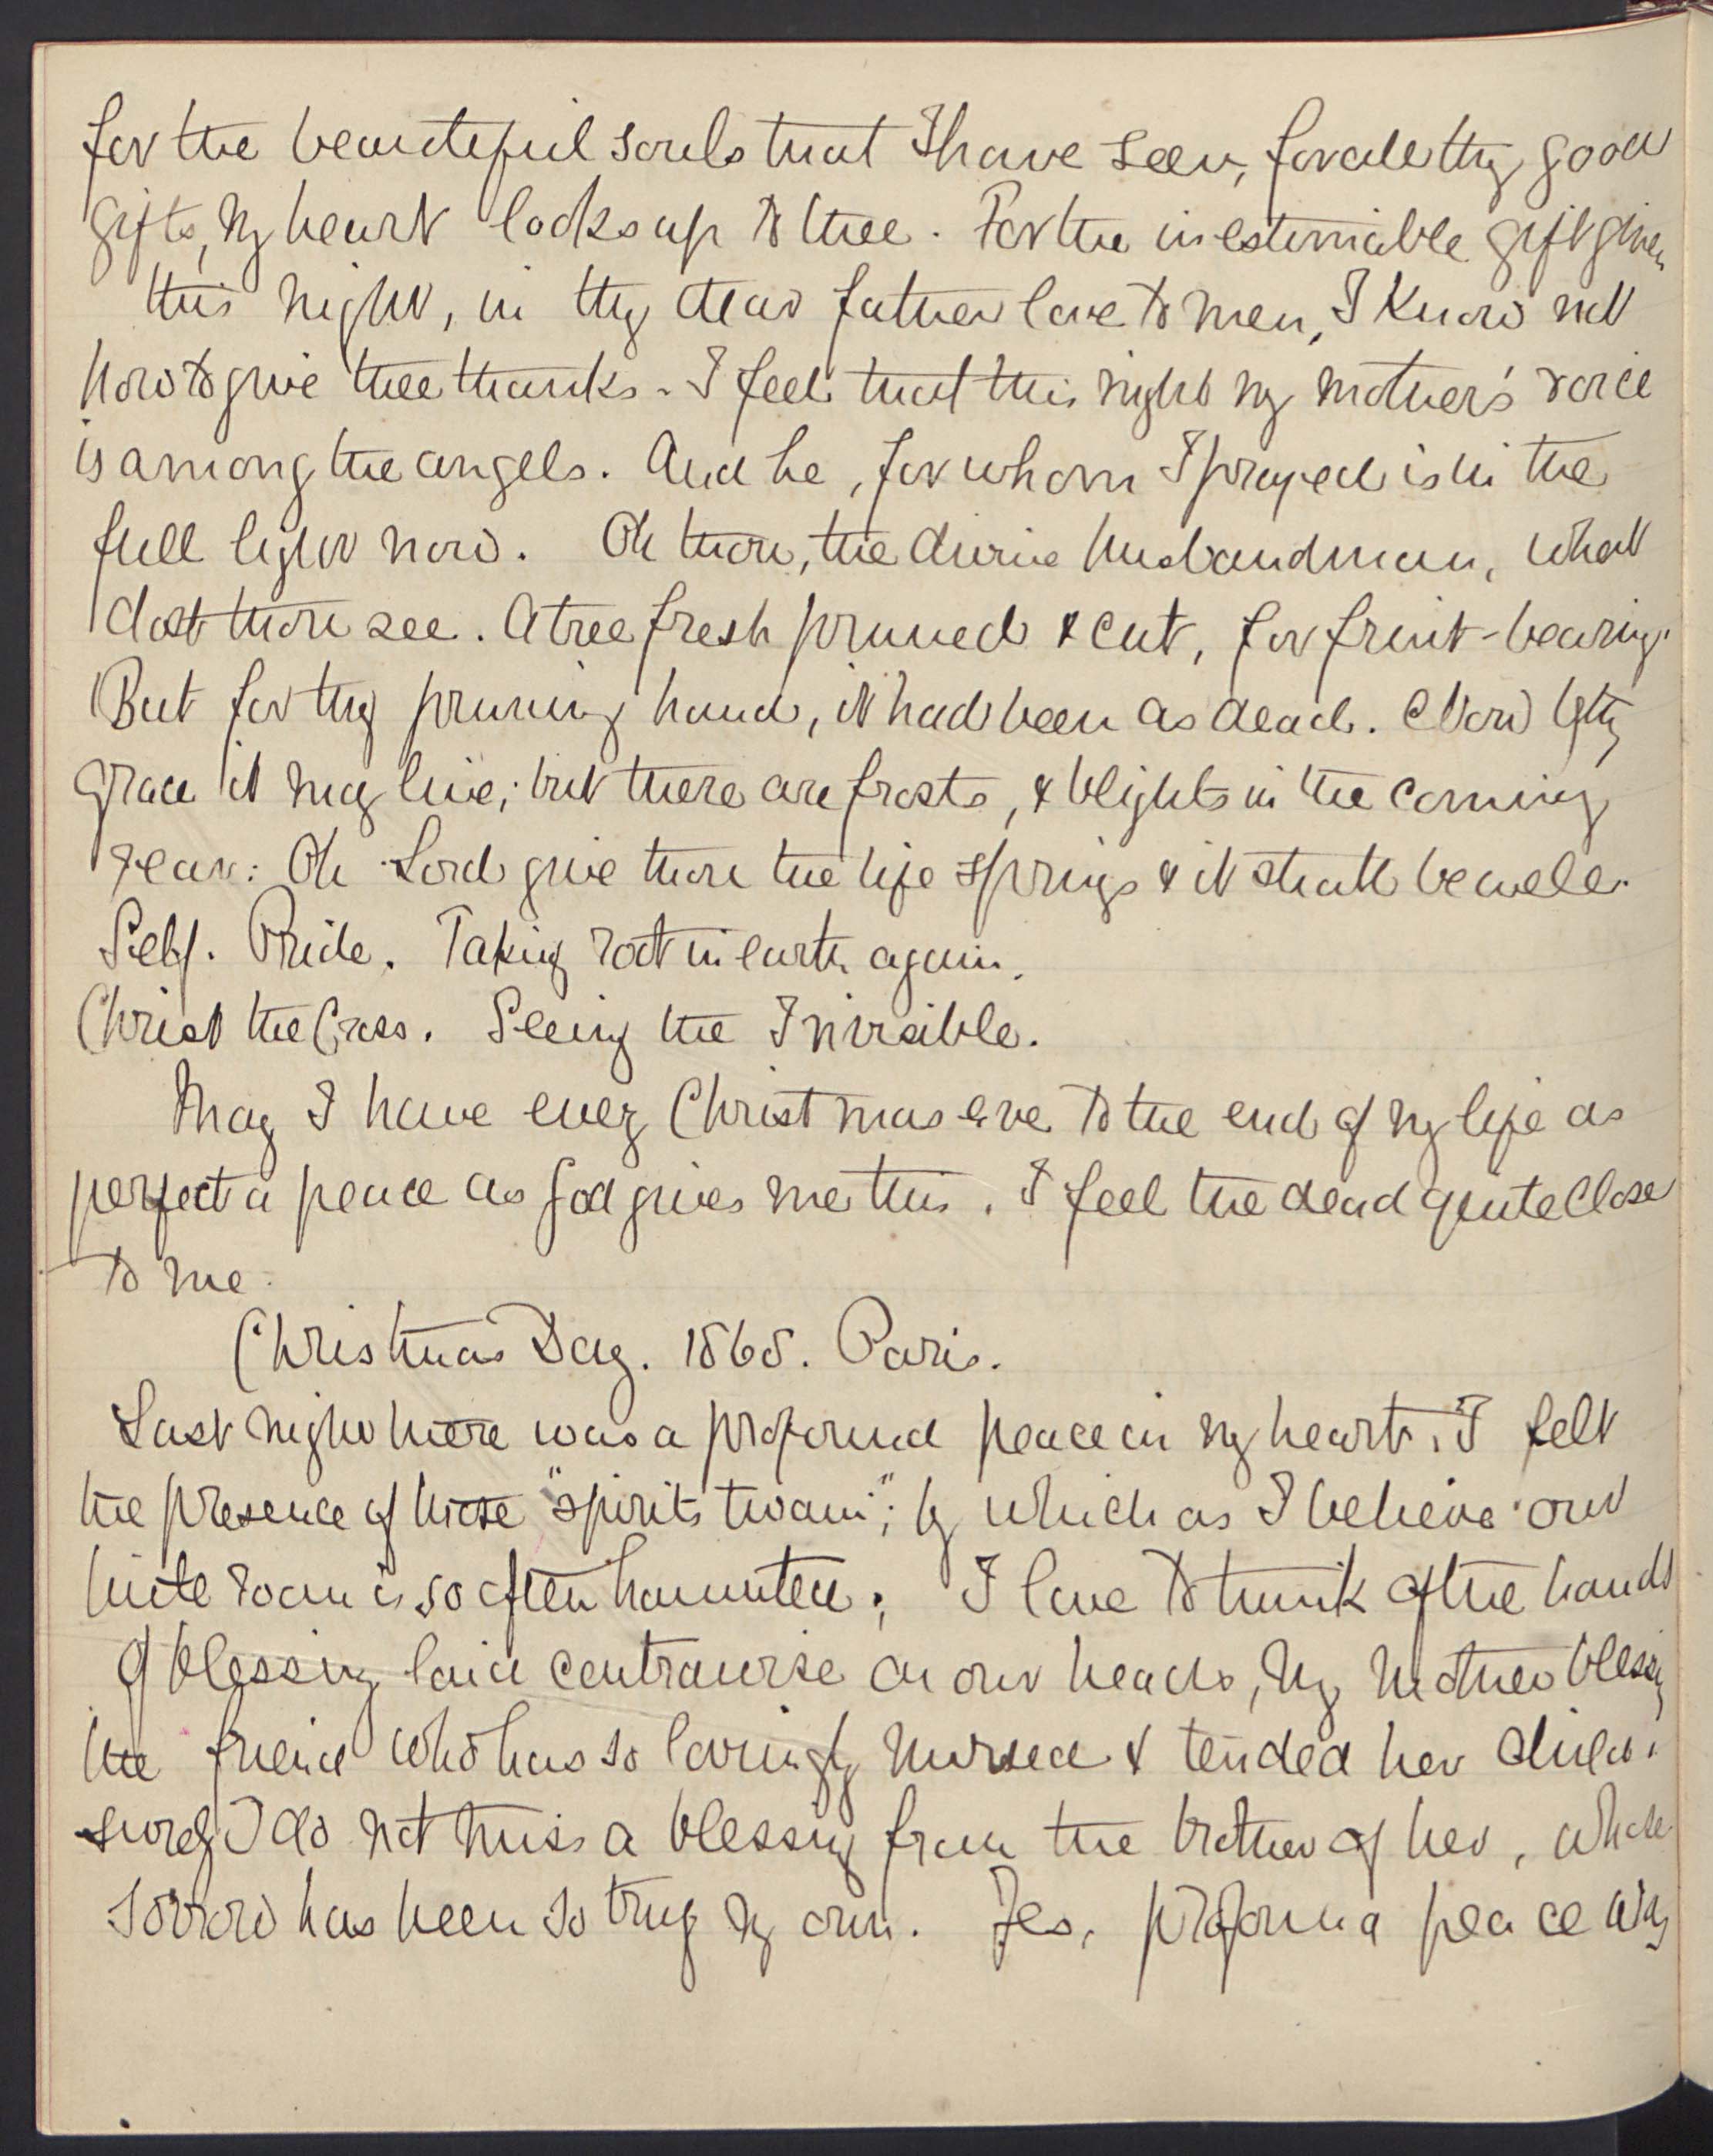 for the beautiful souls that I have seen, for all thy good
gifts, my heart looks up to thee. For the inestimable gift given
this night, in thy dear father love to men, I know not
how to give thee thanks. I feel that this night my mother's voice
is among the angels. And he, for whom I prayed is in the
full light now. Oh thou, the divine husbandman, what
dost thou see. A tree fresh pruned & cut, for fruit-bearing.
But for thy pruning hand, it had been as dead. Now by thy
grace it may live; but there are frosts, & blights in the coming
year: Oh Lord give thou the life springs & it shall be well.
Self. Pride. Taking root in earth again.
Christ the Cross. Seeing the Invisible.
May I have every Christmas eve to the end of my life as
perfect a peace as God gives me this. I feel the dead quite close
to me.
Christmas Day. 1868. Paris.
Last night there was a profound peace in my heart. I felt
the presence of those "spirits twain"; by which as I believe our
little room is so often haunted; I love to think of the hands
of blessing laid contrawise on our heads, my mother blessing
the friend who has so lovingly nursed & tended her child.
surely I do not miss a blessing from the brother of her, whose
sorrow has been so truly my own. Yes, profound peace was